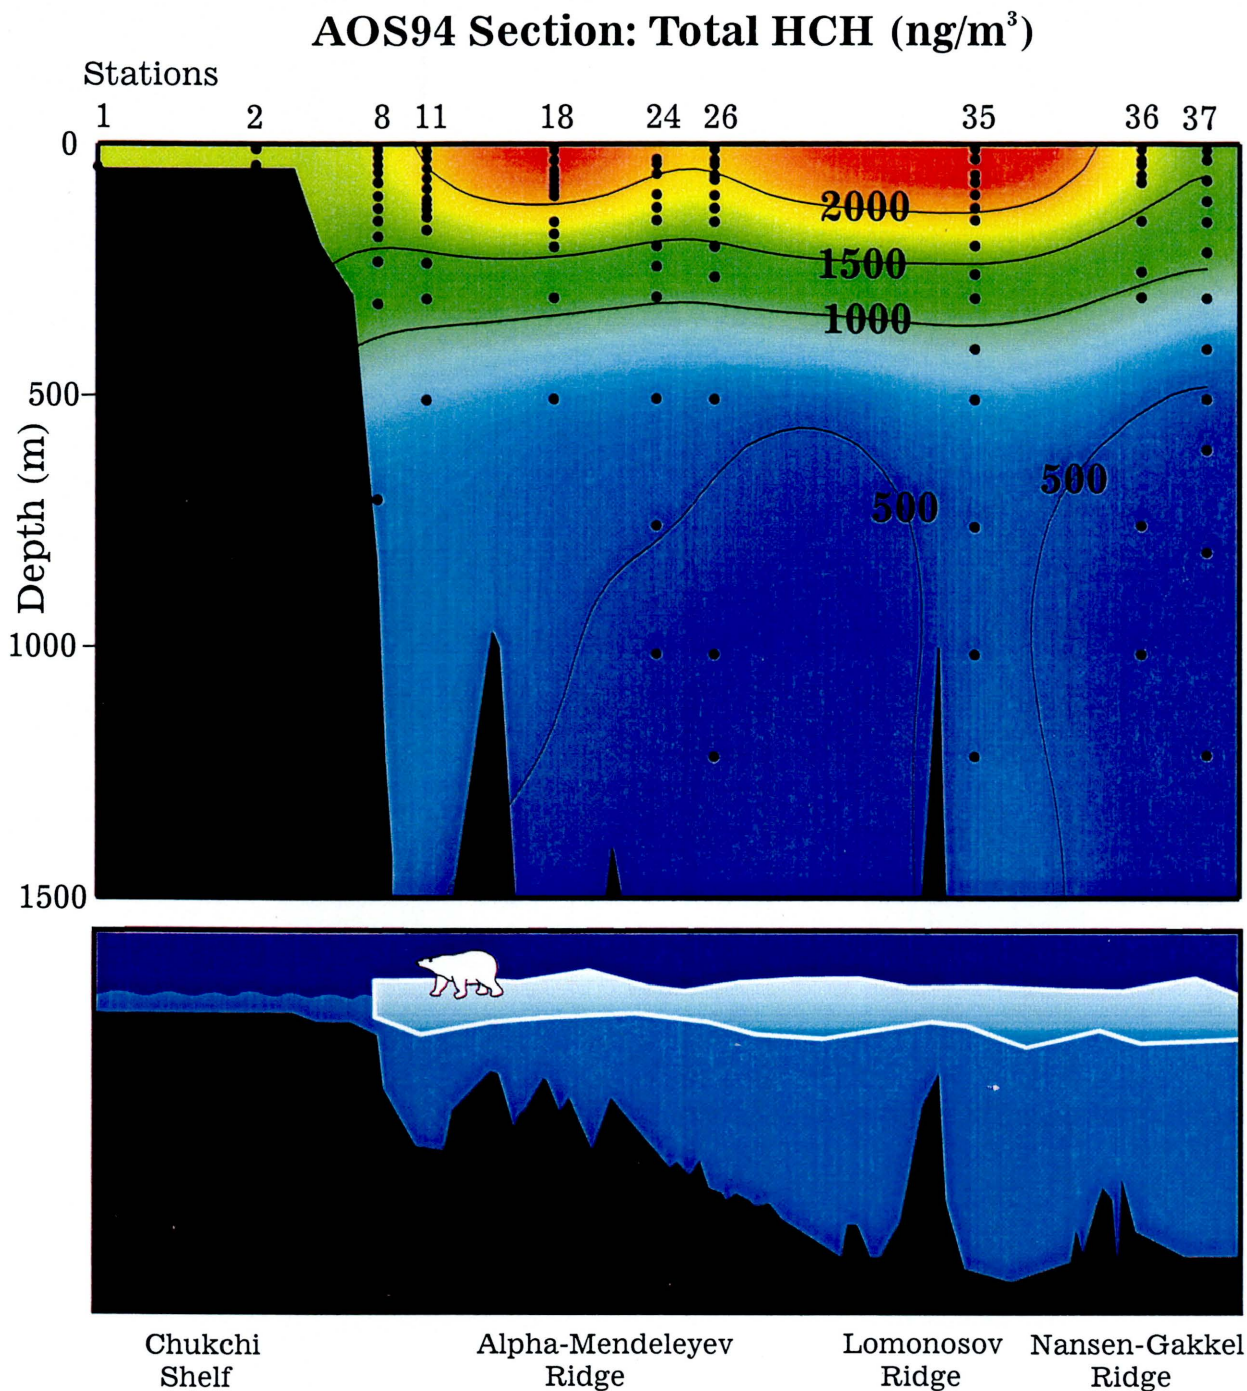 AOS94 Section: Total HCH (ng/m³)
Stations
1 2 8 11 18 24 26 35 36 37
0
500
1000
1500
Depth (m)
2000
1500
1000
500
500
Chukchi
Shelf
Alpha-Mendeleyev
Ridge
Lomonosov
Ridge
Nansen-Gakkel
Ridge